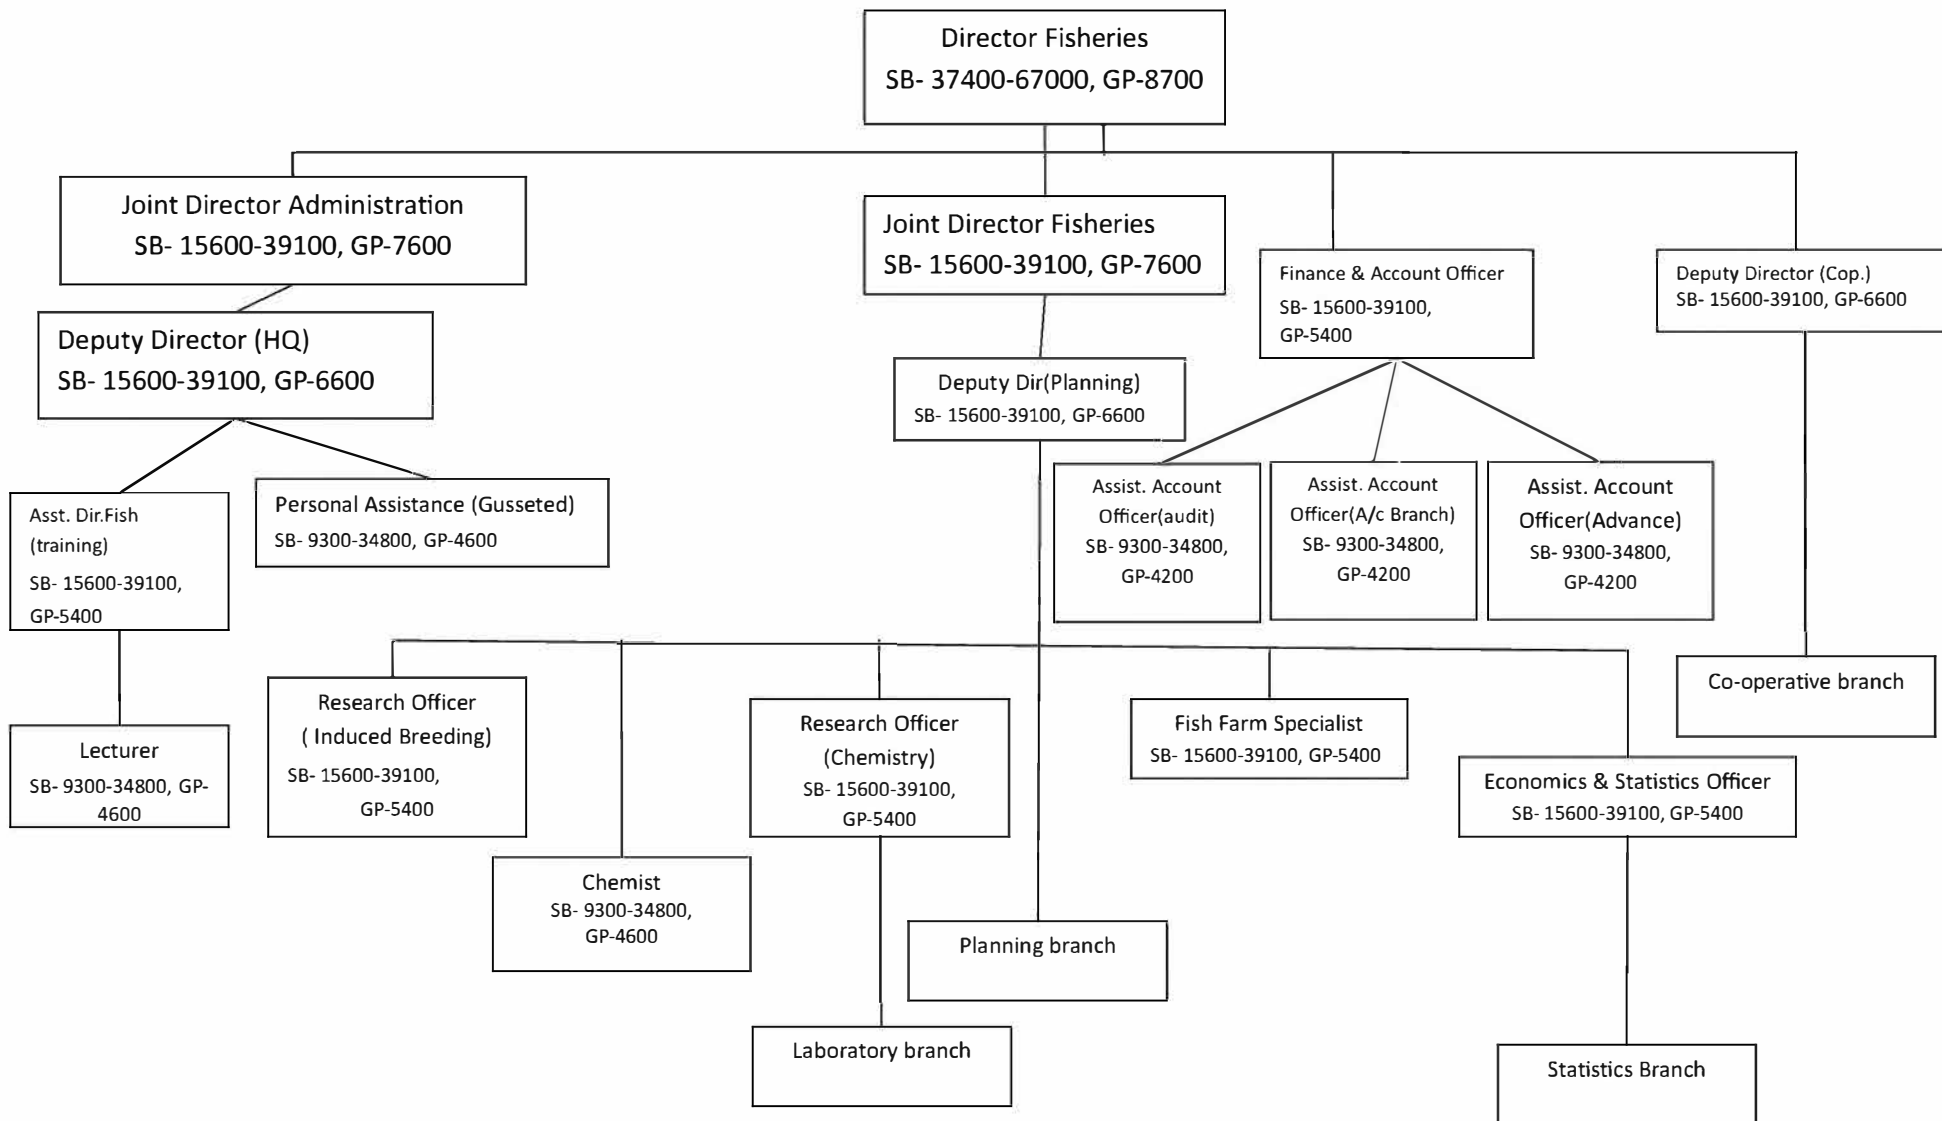 Director Fisheries
SB- 37400-67000, GP-8700
Joint Director Administration
SB- 15600-39100, GP-7600
Joint Director Fisheries
SB- 15600-39100, GP-7600
Finance & Account Officer
SB- 15600-39100,
GP-5400
Deputy Director (Cop.)
SB- 15600-39100, GP-6600
Deputy Director (HQ)
SB- 15600-39100, GP-6600
Deputy Dir(Planning)
SB- 15600-39100, GP-6600
Asst. Dir.Fish
(training)
SB- 15600-39100,
GP-5400
Personal Assistance (Gusseted)
SB- 9300-34800, GP-4600
Assist. Account
Officer(audit)
SB- 9300-34800,
GP-4200
Assist. Account
Officer(A/c Branch)
SB- 9300-34800,
GP-4200
Assist. Account
Officer(Advance)
SB- 9300-34800,
GP-4200
Lecturer
SB- 9300-34800, GP-
4600
Research Officer
( Induced Breeding)
SB- 15600-39100,
GP-5400
Chemist
SB- 9300-34800,
GP-4600
Research Officer
(Chemistry)
SB- 15600-39100,
GP-5400
Fish Farm Specialist
SB- 15600-39100, GP-5400
Economics & Statistics Officer
SB- 15600-39100, GP-5400
Co-operative branch
Planning branch
Laboratory branch
Statistics Branch